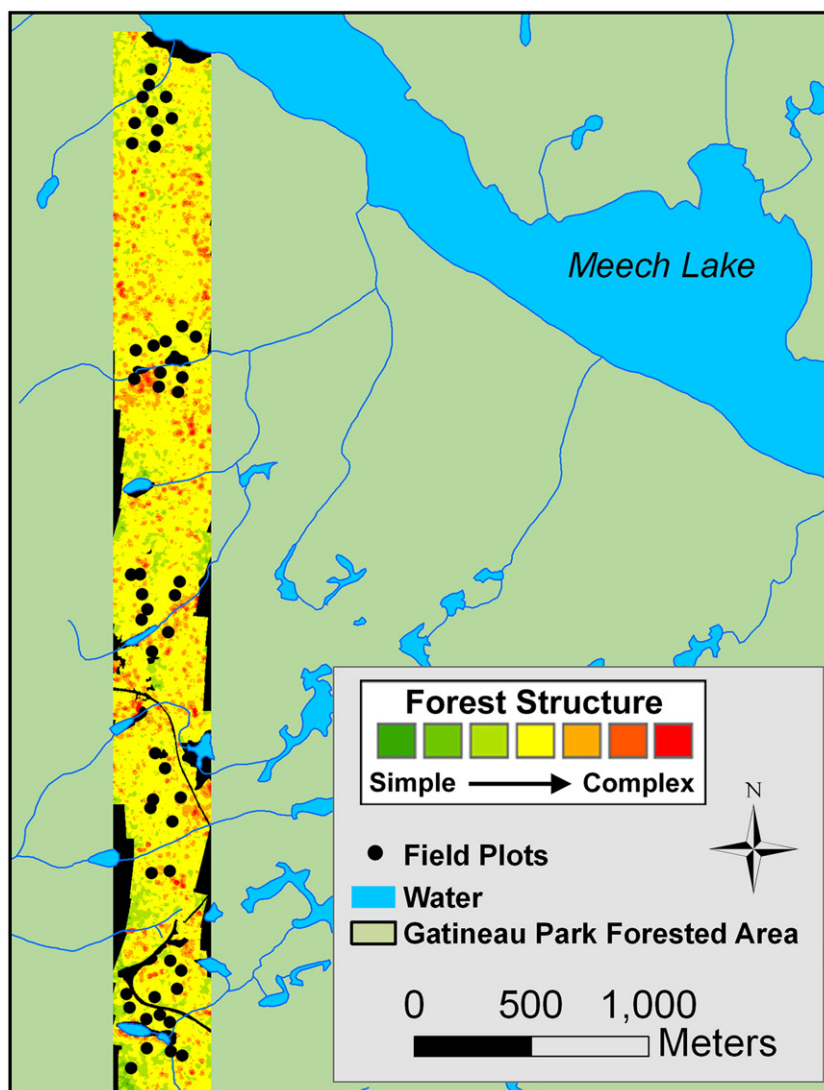 Meech Lake
Forest Structure
Simple Complex
N
Field Plots
Water
Gatineau Park Forested Area
0 500 1,000
Meters